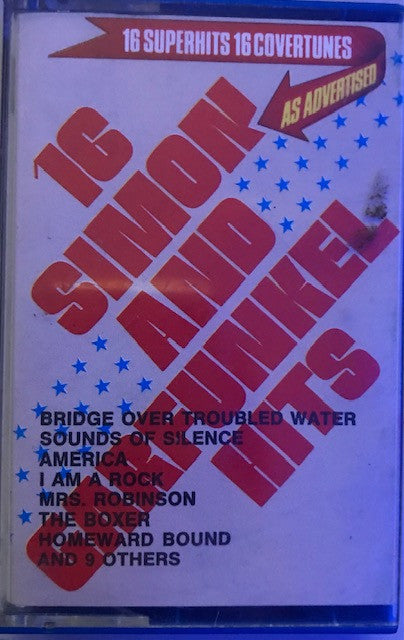 16 SUPERHITS 16 COVERTUNES
AS ADVERTISED
16
SIMON
AND
GARFUNKEL
HITS
BRIDGE OVER TROUBLED WATER
SOUNDS OF SILENCE
AMERICA
I AM A ROCK
MRS. ROBINSON
THE BOXER
HOMEWARD BOUND
AND 9 OTHERS